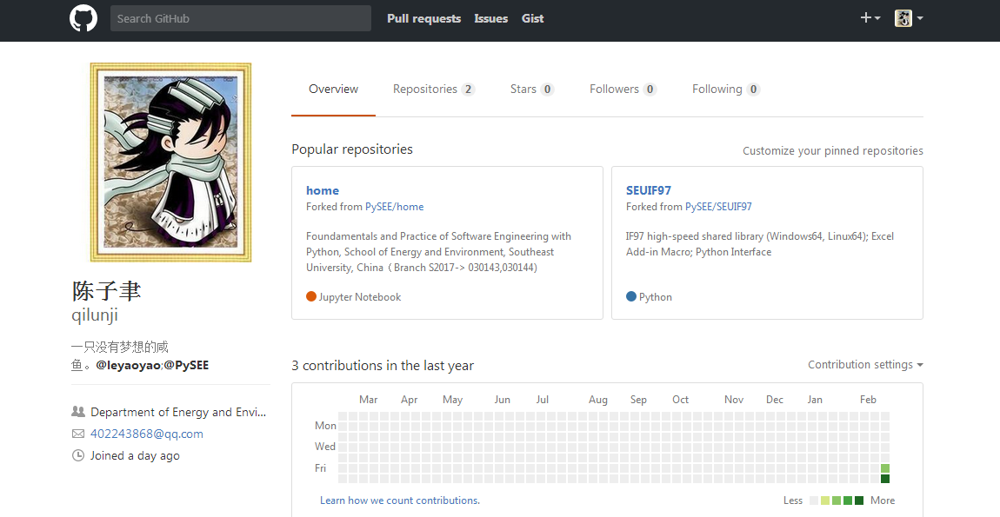 Search GitHub
Pull requests Issues Gist
Overview Repositories 2 Stars 0 Followers 0 Following 0
Popular repositories
Customize your pinned repositories
home
Forked from PySEE/home
Foundamentals and Practice of Software Engineering with
Python, School of Energy and Environment, Southeast
University, China（Branch S2017-> 030143,030144)
Jupyter Notebook
SEUIF97
Forked from PySEE/SEUIF97
IF97 high-speed shared library (Windows64, Linux64); Excel
Add-in Macro; Python Interface
Python
陈子聿
qilunji
一只没有梦想的咸
鱼。@leyaoyao;@PySEE
Department of Energy and Envi...
402243868@qq.com
Joined a day ago
3 contributions in the last year
Contribution settings
Mar Apr May Jun Jul Aug Sep Oct Nov Dec Jan Feb
Mon
Wed
Fri
Learn how we count contributions.
Less More